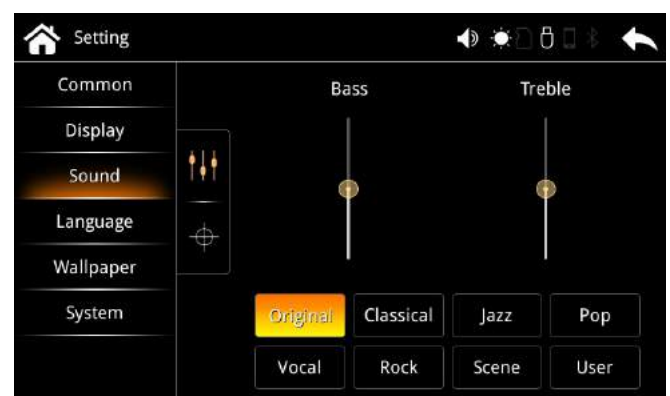 Setting
Common
Display
Sound
Language
Wallpaper
System
Bass Treble
Original Classical Jazz Pop
Vocal Rock Scene User